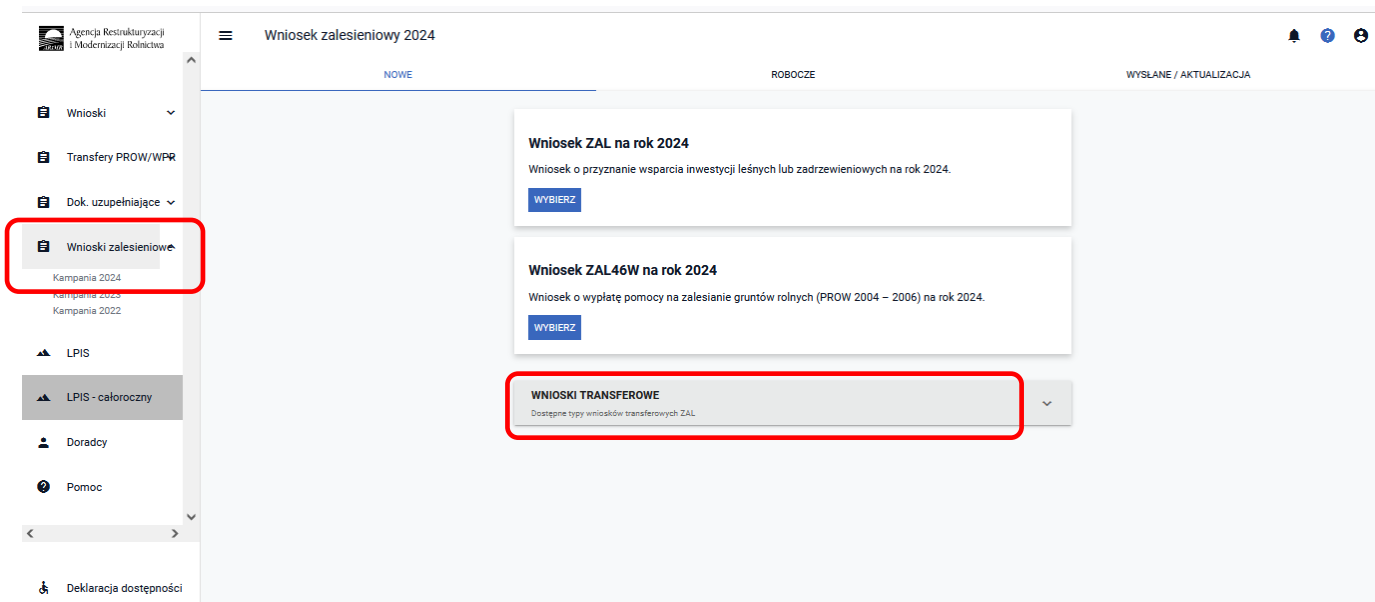 Agencja Restrukturyzacji
i Modernizacji Rolnictwa
ARiMR
Wniosek zalesieniowy 2024
NOWE
ROBOCZE
WYSŁANE / AKTUALIZACJA
Wnioski
Transfery PROW/WPR
Dok. uzupełniające
Wnioski zalesieniowe
Kampania 2024
Kampania 2023
Kampania 2022
LPIS
LPIS - całoroczny
Doradcy
Pomoc
Deklaracja dostępności
Wniosek ZAL na rok 2024
Wniosek o przyznanie wsparcia inwestycji leśnych lub zadrzewieniowych na rok 2024.
WYBIERZ
Wniosek ZAL46W na rok 2024
Wniosek o wypłatę pomocy na zalesianie gruntów rolnych (PROW 2004 – 2006) na rok 2024.
WYBIERZ
WNIOSKI TRANSFEROWE
Dostępne typy wniosków transferowych ZAL